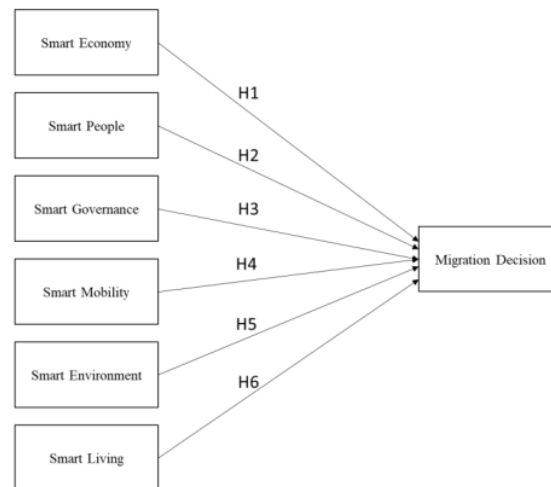 Smart Economy
H1
Smart People
H2
Smart Governance
H3
Migration Decision
H4
Smart Mobility
H5
Smart Environment
H6
Smart Living